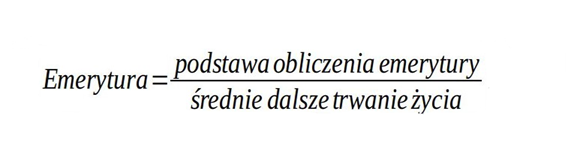 Emerytura = podstawa obliczenia emerytury
średnie dalsze trwanie życia